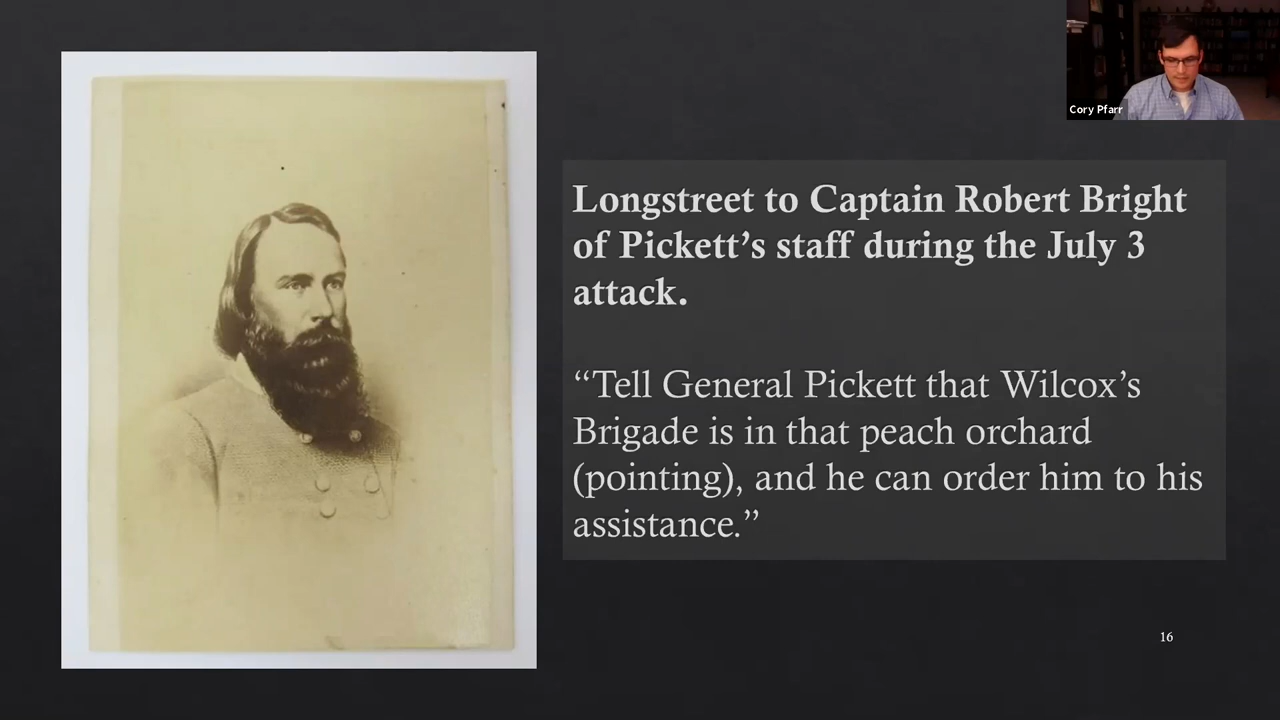 Cory Pfarr
Longstreet to Captain Robert Bright
of Pickett’s staff during the July 3
attack.
“Tell General Pickett that Wilcox’s
Brigade is in that peach orchard
(pointing), and he can order him to his
assistance.”
16